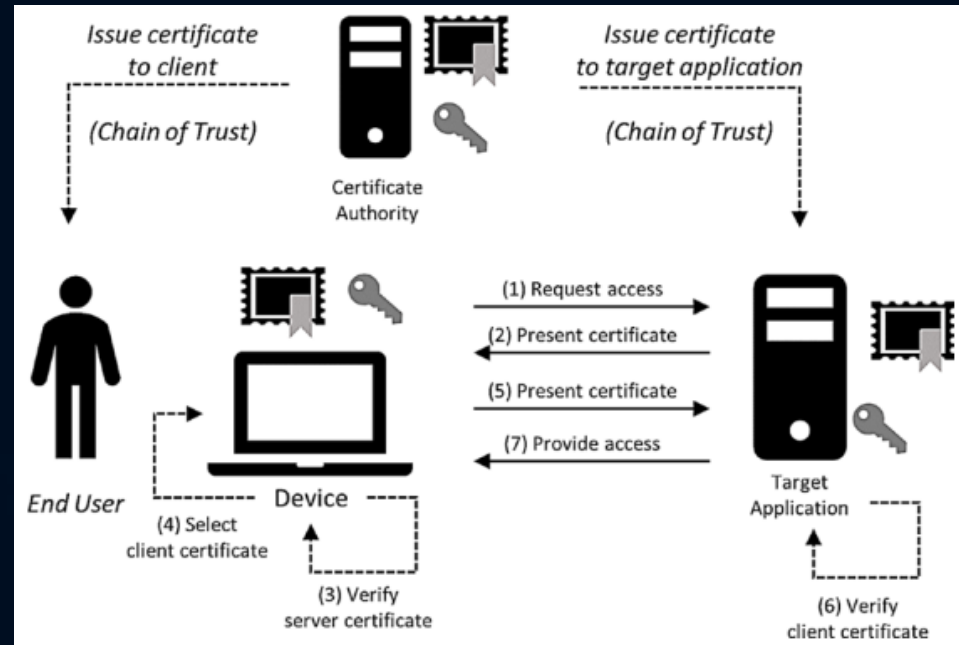 Issue certificate
to client
(Chain of Trust)
Issue certificate
to target application
(Chain of Trust)
Certificate
Authority
(1) Request access
(2) Present certificate
(5) Present certificate
(7) Provide access
End User
Device
(4) Select
client certificate
(3) Verify
server certificate
Target
Application
(6) Verify
client certificate